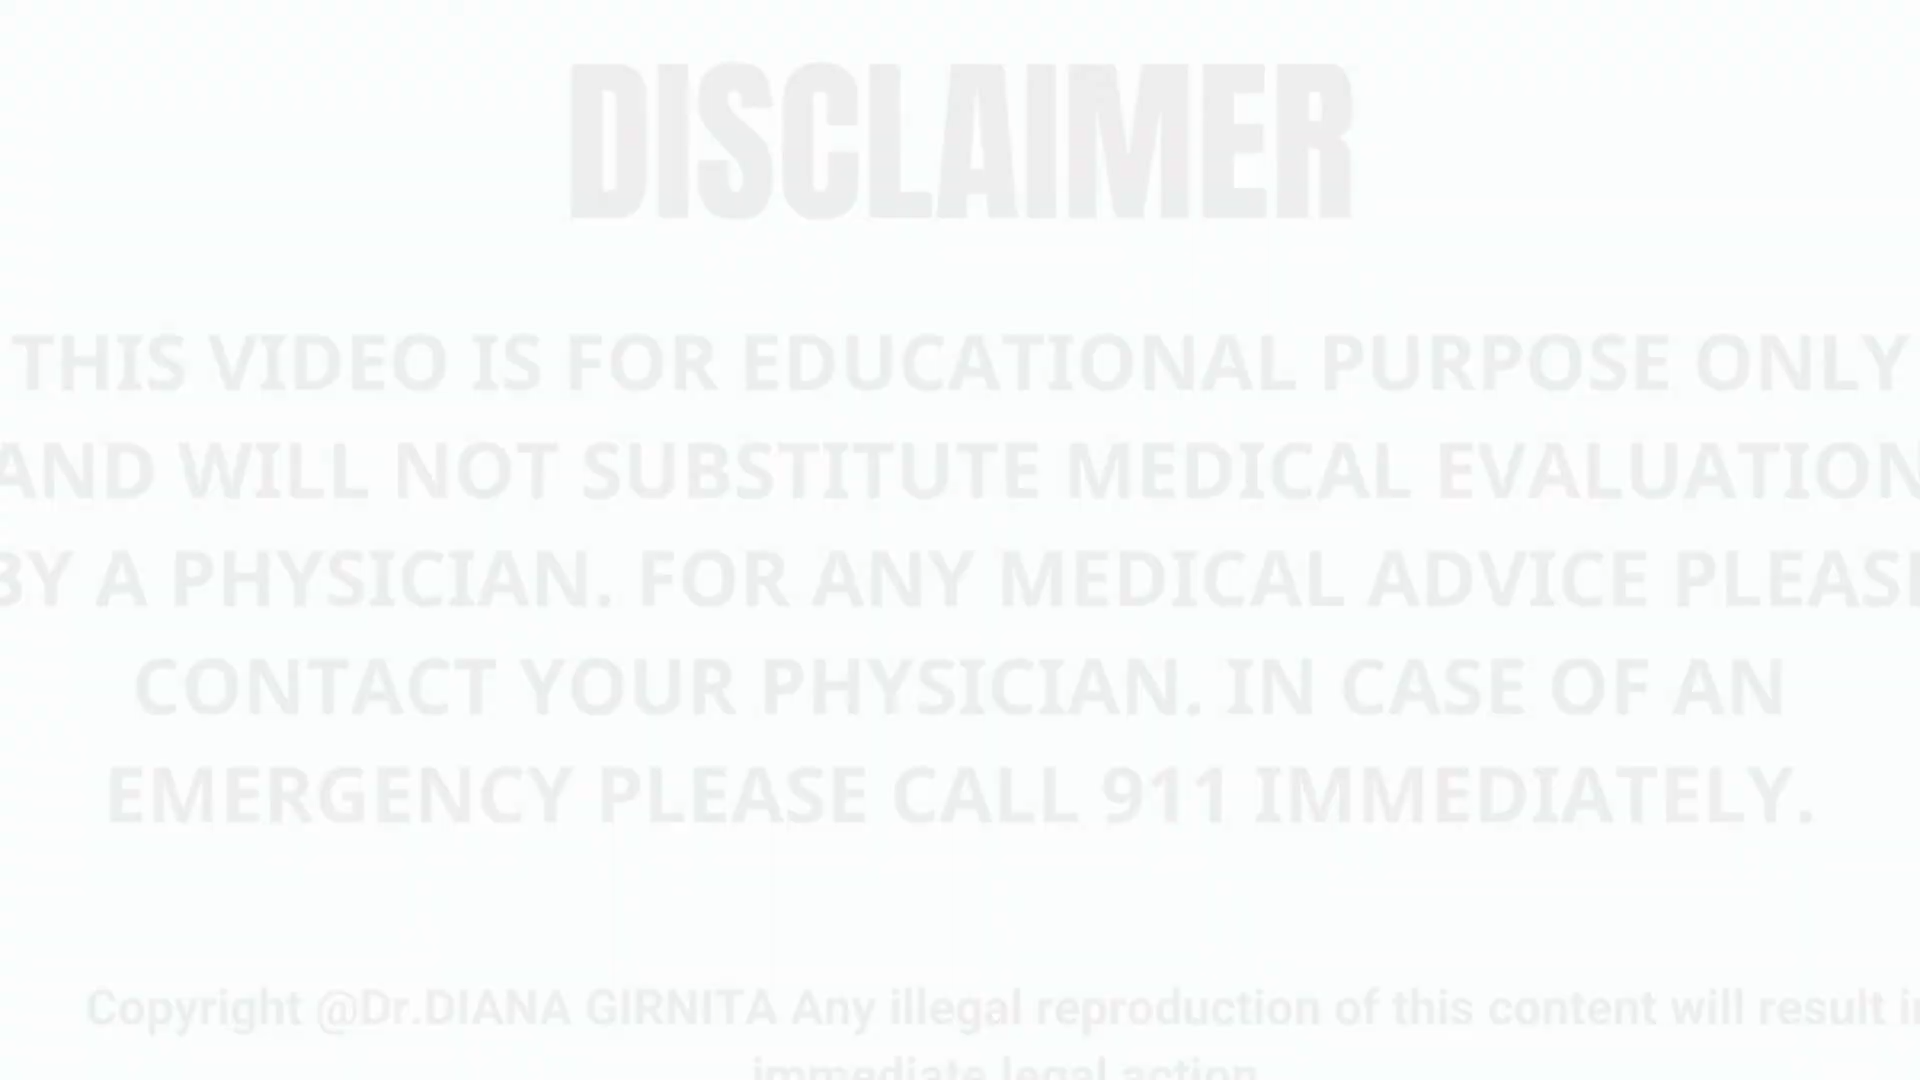 DISCLAIMER
THIS VIDEO IS FOR EDUCATIONAL PURPOSE ONLY
AND WILL NOT SUBSTITUTE MEDICAL EVALUATION
BY A PHYSICIAN. FOR ANY MEDICAL ADVICE PLEASE
CONTACT YOUR PHYSICIAN. IN CASE OF AN
EMERGENCY PLEASE CALL 911 IMMEDIATELY.
Copyright @Dr.DIANA GIRNITA Any illegal reproduction of this content will result in
immediate legal action